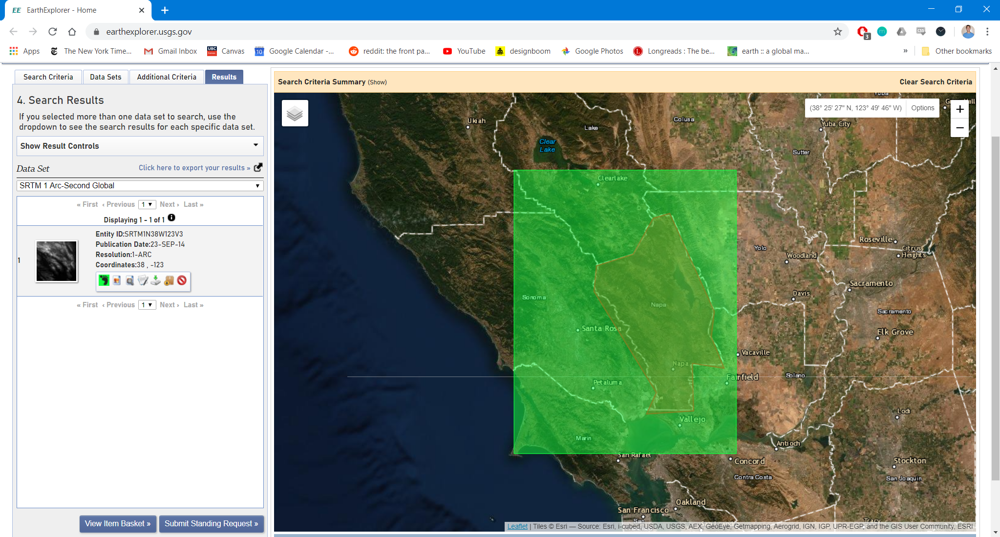 EE EarthExplorer - Home
earthexplorer.usgs.gov
3
Apps The New York Time... Gmail Inbox UBC Canvas Canvas 10 Google Calendar -... reddit: the front pa... YouTube db designboom Google Photos L Longreads : The be... earth :: a global ma... » Other bookmarks
Search Criteria Data Sets Additional Criteria Results
4. Search Results
If you selected more than one data set to search, use the
dropdown to see the search results for each specific data set.
Show Result Controls
Data Set Click here to export your results »
SRTM 1 Arc-Second Global
« First ‹ Previous 1 Next › Last »
Displaying 1 - 1 of 1
1
Entity ID:SRTM1N38W123V3
Publication Date:23-SEP-14
Resolution:1-ARC
Coordinates:38 , -123
« First ‹ Previous 1 Next › Last »
View Item Basket » Submit Standing Request »
Search Criteria Summary (Show) Clear Search Criteria
(38° 25' 27" N, 123° 49' 46" W) Options
+
−
Yuba
Ukiah
Lake
Colusa
Yuba City
Clear
Lake
Sutter
Clearlake
Roseville
Citrus
Heights
Yolo
Woodland
Sacramento
Davis
Sonoma
Napa
Sacramento
Santa Rosa
Elk Grove
Vacaville
Napa
Fairfield
Solano
Petaluma
Lodi
Vallejo
Marin
Antioch
San Rafael
Concord
Stockton
Contra Costa
San Joaquin
Oakland
San Francisco
San
Tracy
Leaflet | Tiles © Esri — Source: Esri, i-cubed, USDA, USGS, AEX, GeoEye, Getmapping, Aerogrid, IGN, IGP, UPR-EGP, and the GIS User Community, ESRI